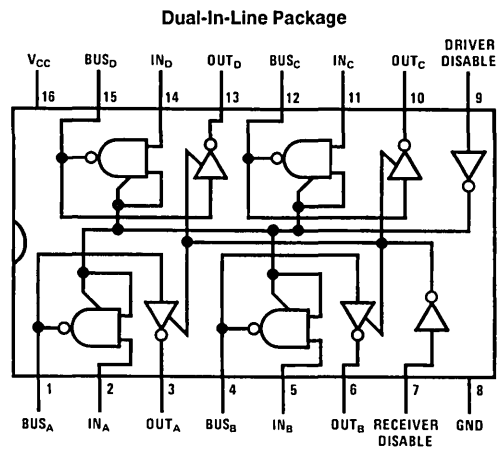 Dual-In-Line Package
DRIVER
DISABLE
VCC BUSD IND OUTD BUSC INC OUTC
16 15 14 13 12 11 10 9
1 2 3 4 5 6 7 8
BUSA INA OUTA BUSB INB OUTB RECEIVER GND
DISABLE